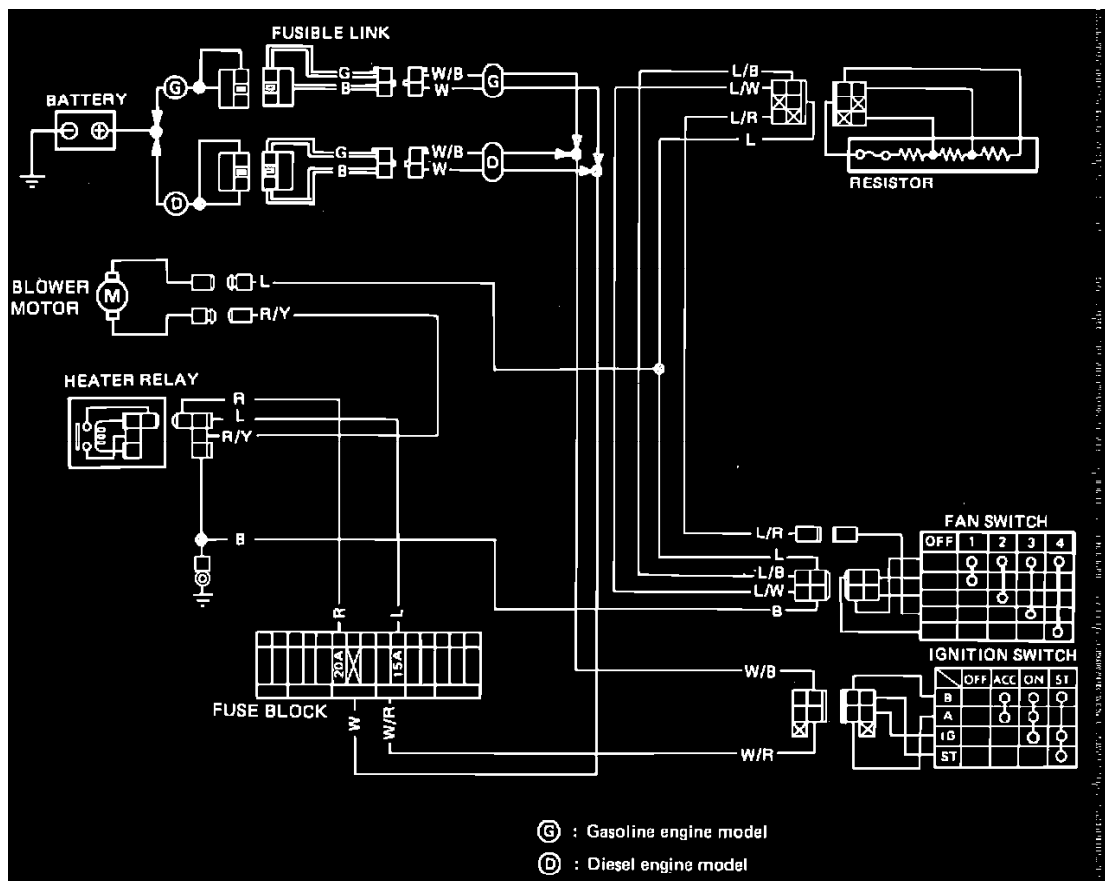 FUSIBLE LINK
BATTERY
G
G
B
W/B
W
G
D
G
B
W/B
W
D
L/B
L/W
L/R
L
RESISTOR
BLOWER
MOTOR
M
L
R/Y
HEATER RELAY
R
L
R/Y
B
R
L
20A
15A
FUSE BLOCK
W
W/R
L/R
L
L/B
L/W
B
FAN SWITCH
OFF 1 2 3 4
IGNITION SWITCH
OFF ACC ON ST
B
A
IG
ST
W/B
W/R
G : Gasoline engine model
D : Diesel engine model